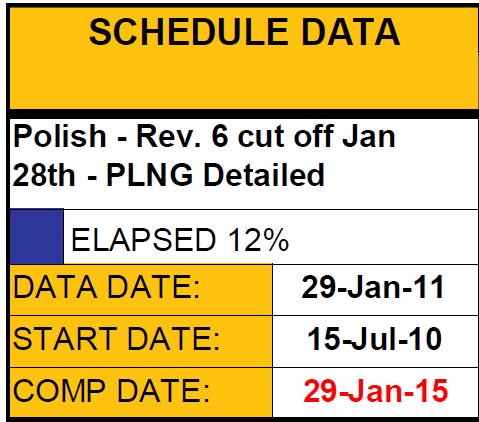 SCHEDULE DATA
Polish - Rev. 6 cut off Jan
28th - PLNG Detailed
ELAPSED 12%
DATA DATE: 29-Jan-11
START DATE: 15-Jul-10
COMP DATE: 29-Jan-15